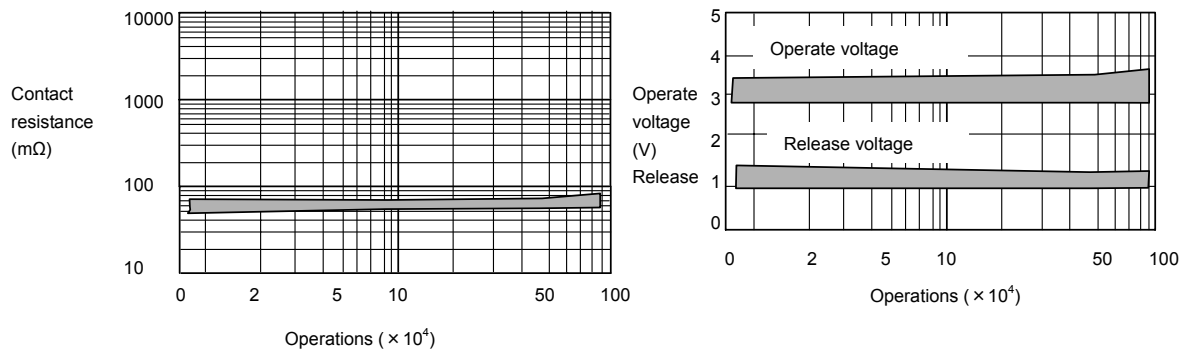 10000
1000
100
10
Contact
resistance
(mΩ)
0 2 5 10 50 100
Operations ( × 10⁴)
5
4
3
2
1
0
Operate
voltage
(V)
Release
Operate voltage
Release voltage
0 2 5 10 50 100
Operations ( × 10⁴)